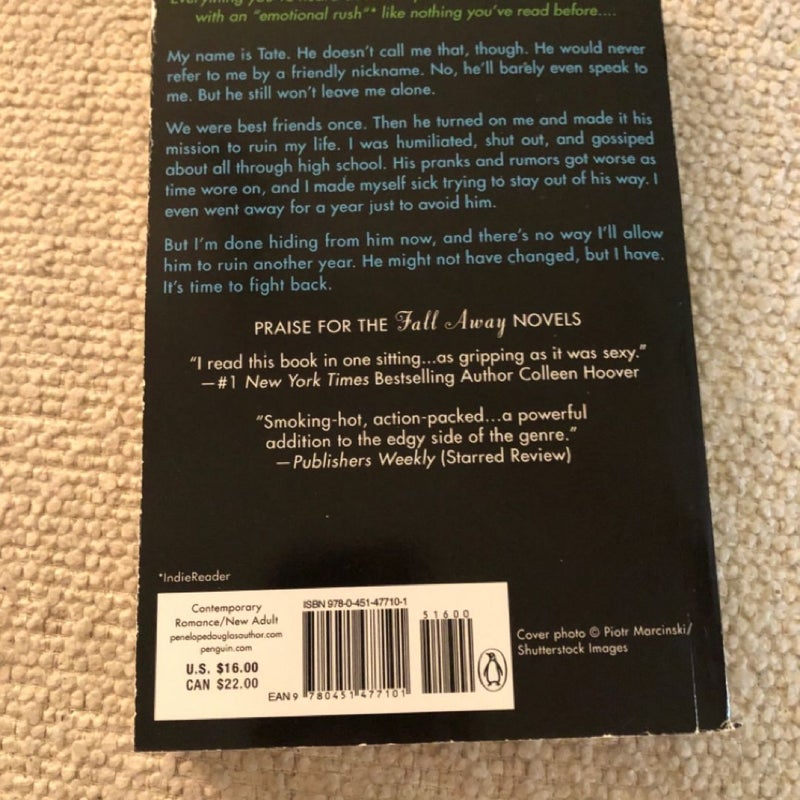 with an "emotional rush"* like nothing you've read before....
My name is Tate. He doesn't call me that, though. He would never
refer to me by a friendly nickname. No, he'll barely even speak to
me. But he still won't leave me alone.
We were best friends once. Then he turned on me and made it his
mission to ruin my life. I was humiliated, shut out, and gossiped
about all through high school. His pranks and rumors got worse as
time wore on, and I made myself sick trying to stay out of his way. I
even went away for a year just to avoid him.
But I'm done hiding from him now, and there's no way I'll allow
him to ruin another year. He might not have changed, but I have.
It's time to fight back.
PRAISE FOR THE Fall Away NOVELS
"I read this book in one sitting...as gripping as it was sexy."
—#1 New York Times Bestselling Author Colleen Hoover
"Smoking-hot, action-packed...a powerful
addition to the edgy side of the genre."
—Publishers Weekly (Starred Review)
*IndieReader
Contemporary
Romance/New Adult
penelopedouglasauthor.com
penguin.com
U.S. $16.00
CAN $22.00
ISBN 978-0-451-47710-1
51600
EAN 9 780451 477101
Cover photo © Piotr Marcinski/
Shutterstock Images